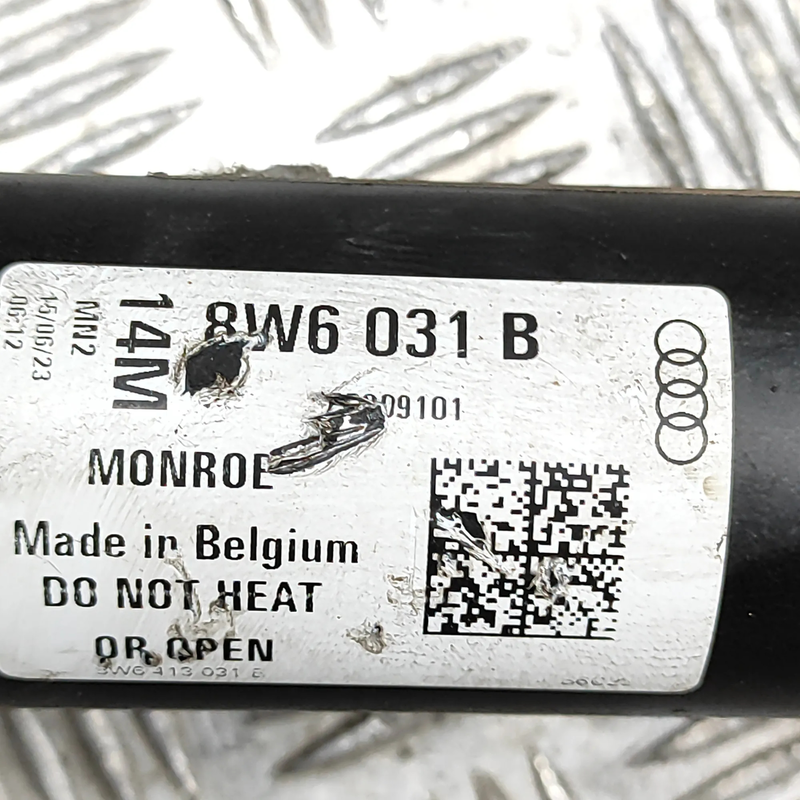 8W6 031 B
14M
MN2
15/06/23
06:12
MONROE
Made in Belgium
DO NOT HEAT
OR OPEN
8W6 413 031 B